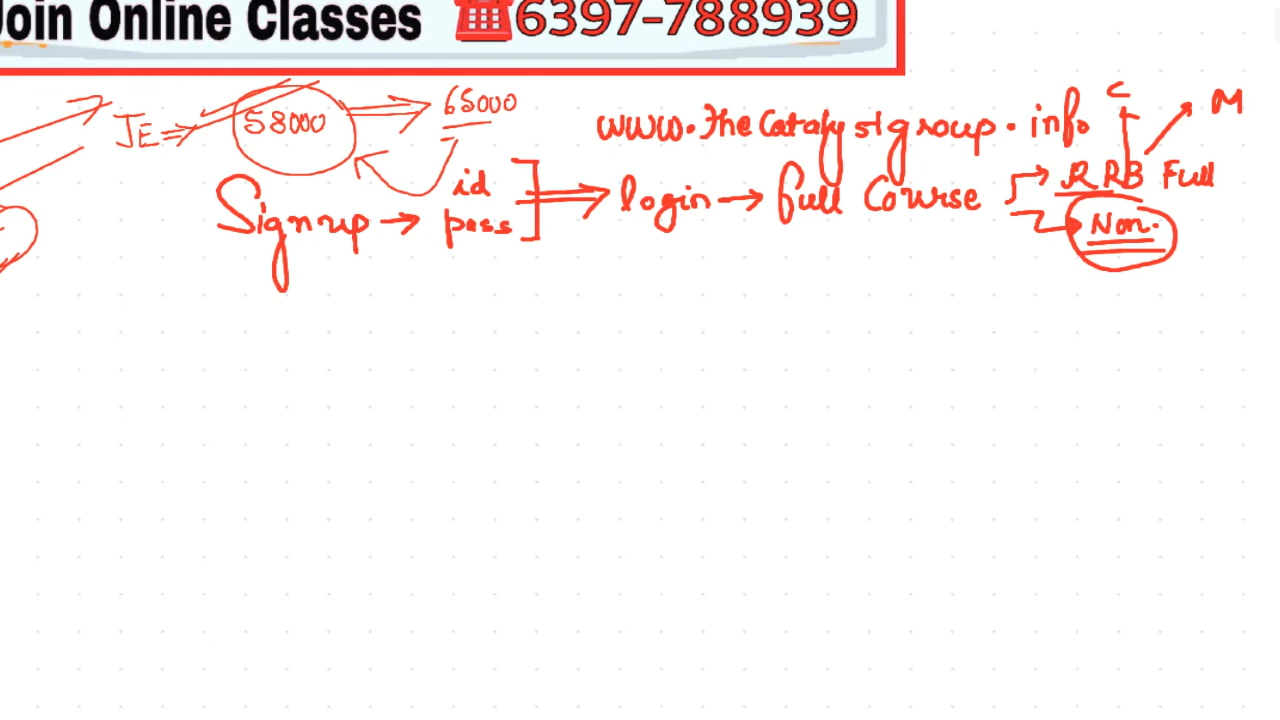 Join Online Classes ☎6397-788939
JE ⇒ 58000 → 65000
www.thecatalystgroup.info
C
M
Signup → id
pass
⇒ login → full Course → RRB Full
Non.